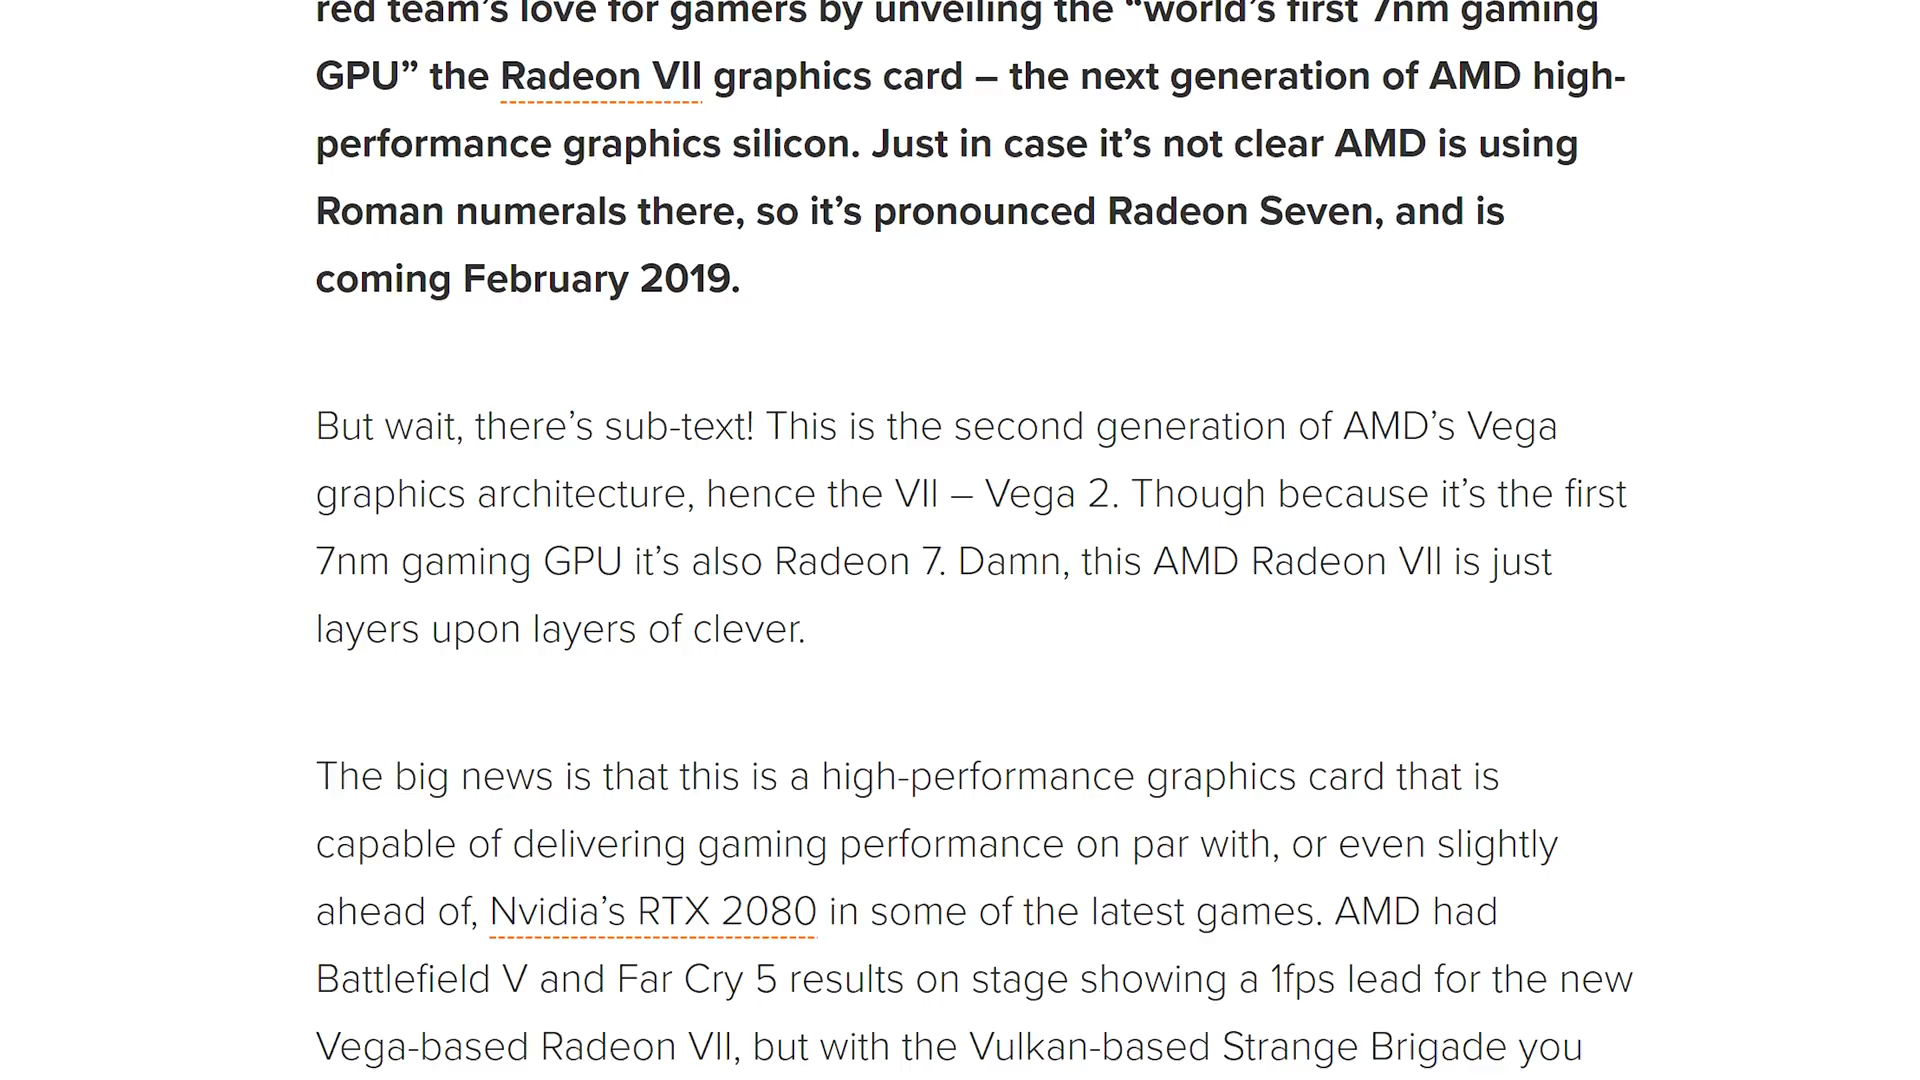 red team’s love for gamers by unveiling the “world’s first 7nm gaming
GPU” the Radeon VII graphics card – the next generation of AMD high-
performance graphics silicon. Just in case it’s not clear AMD is using
Roman numerals there, so it’s pronounced Radeon Seven, and is
coming February 2019.
But wait, there’s sub-text! This is the second generation of AMD’s Vega
graphics architecture, hence the VII – Vega 2. Though because it’s the first
7nm gaming GPU it’s also Radeon 7. Damn, this AMD Radeon VII is just
layers upon layers of clever.
The big news is that this is a high-performance graphics card that is
capable of delivering gaming performance on par with, or even slightly
ahead of, Nvidia’s RTX 2080 in some of the latest games. AMD had
Battlefield V and Far Cry 5 results on stage showing a 1fps lead for the new
Vega-based Radeon VII, but with the Vulkan-based Strange Brigade you